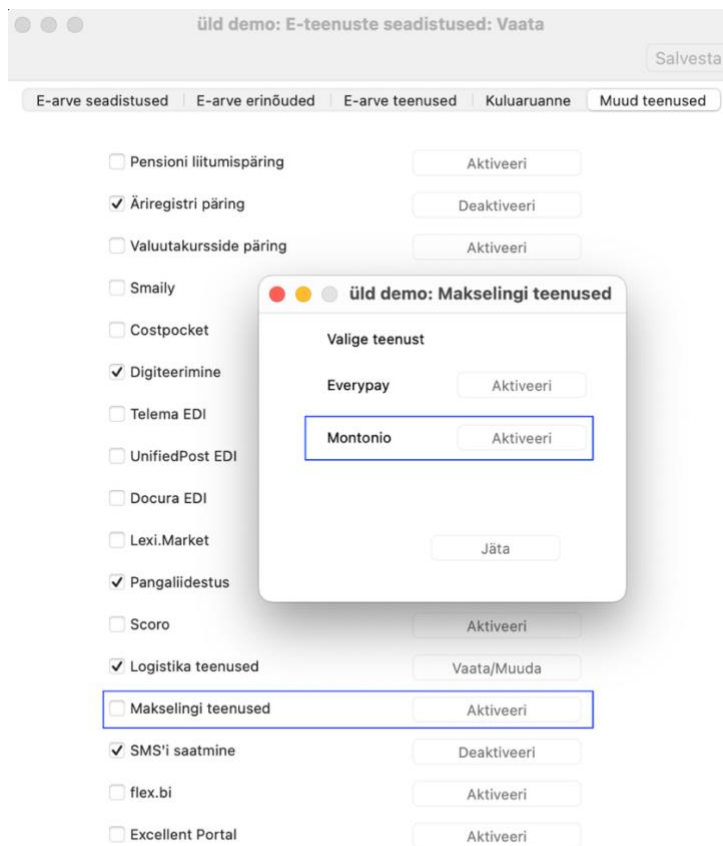 üld demo: E-teenuste seadistused: Vaata
Salvesta
E-arve seadistused E-arve erinõuded E-arve teenused Kuluaruanne Muud teenused
Pensioni liitumispäring Aktiveeri
Äriregistri päring Deaktiveeri
Valuutakursside päring Aktiveeri
Smaily
Costpocket
Digiteerimine
Telema EDI
UnifiedPost EDI
Docura EDI
Lexi.Market
Pangaliidestus
üld demo: Makselingi teenused
Valige teenust
Everypay Aktiveeri
Montonio Aktiveeri
Jäta
Scoro Aktiveeri
Logistika teenused Vaata/Muuda
Makselingi teenused Aktiveeri
SMS'i saatmine Deaktiveeri
flex.bi Aktiveeri
Excellent Portal Aktiveeri